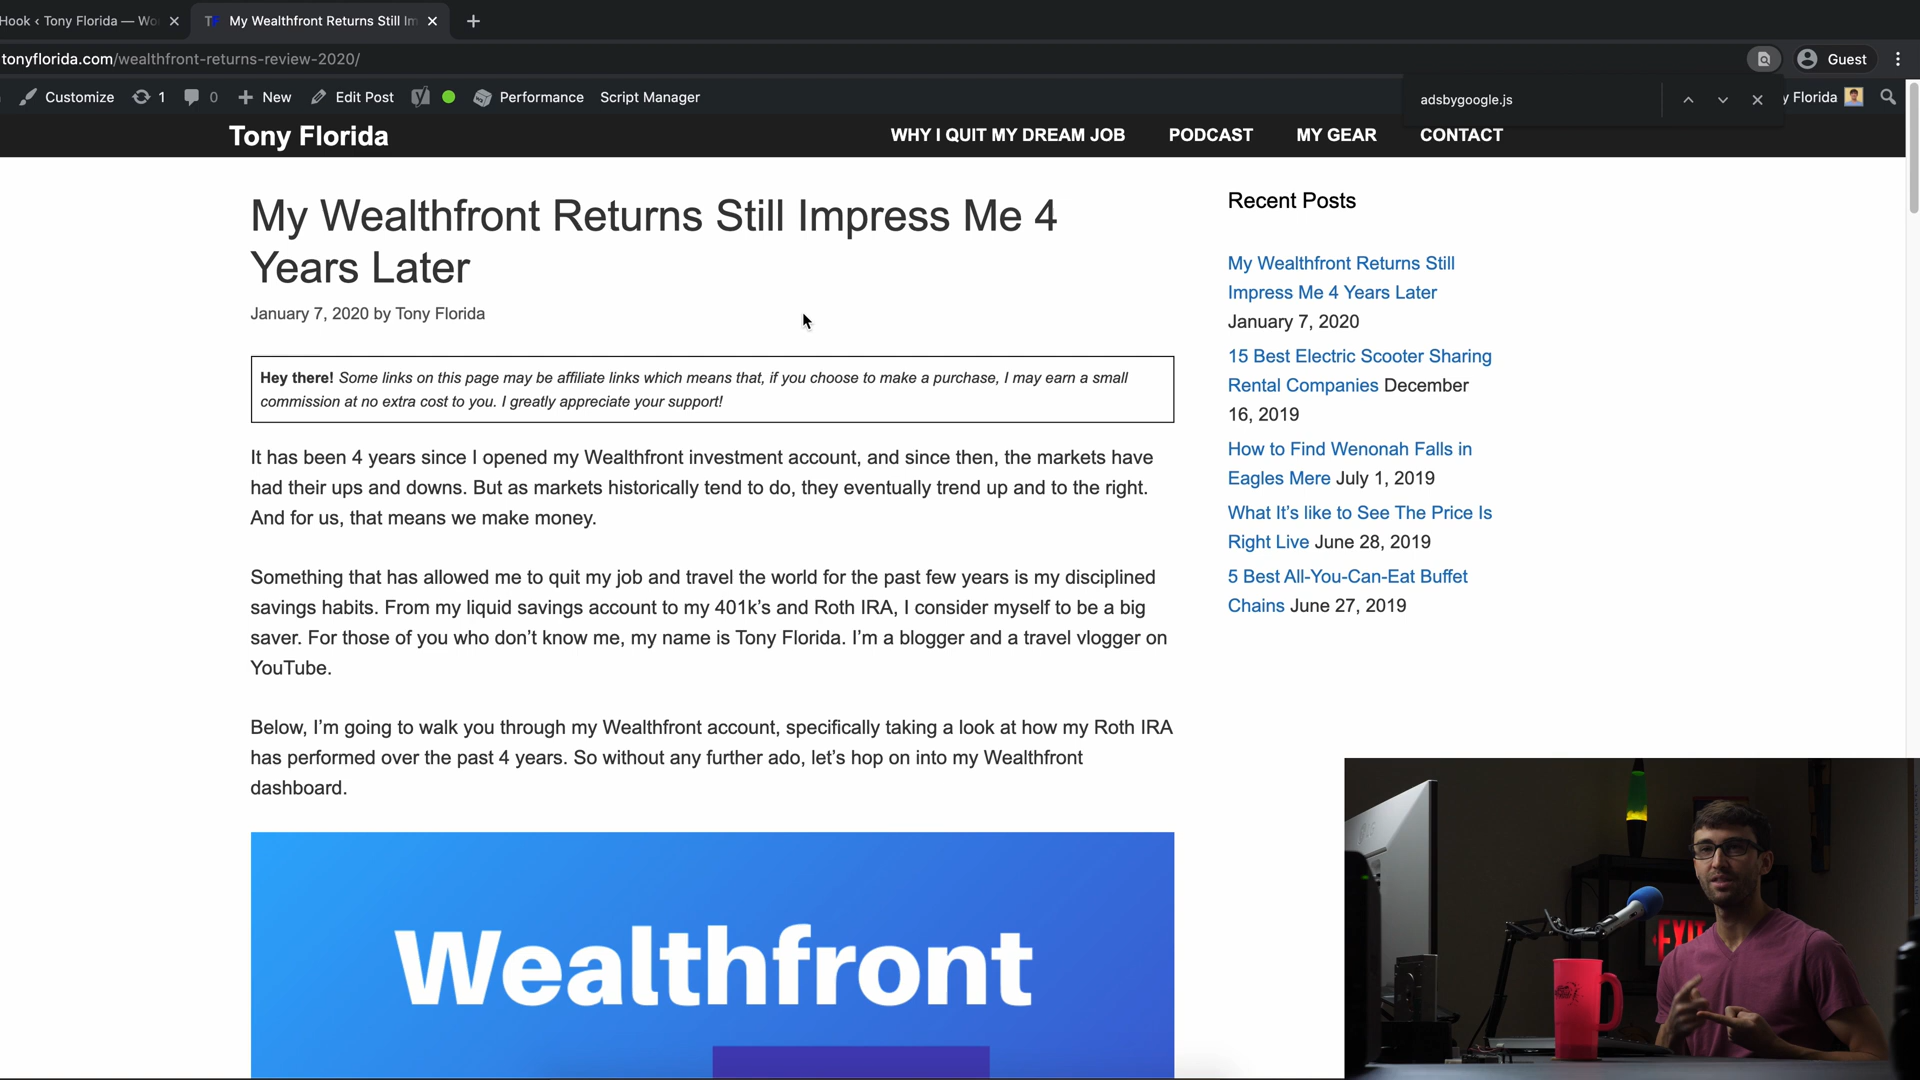 Hook ‹ Tony Florida — Wo
TF My Wealthfront Returns Still Im
tonyflorida.com/wealthfront-returns-review-2020/
Guest
Customize 1 0 New Edit Post Performance Script Manager
adsbygoogle.js
y Florida
Tony Florida
WHY I QUIT MY DREAM JOB PODCAST MY GEAR CONTACT
My Wealthfront Returns Still Impress Me 4
Years Later
January 7, 2020 by Tony Florida
Hey there! Some links on this page may be affiliate links which means that, if you choose to make a purchase, I may earn a small
commission at no extra cost to you. I greatly appreciate your support!
It has been 4 years since I opened my Wealthfront investment account, and since then, the markets have
had their ups and downs. But as markets historically tend to do, they eventually trend up and to the right.
And for us, that means we make money.
Something that has allowed me to quit my job and travel the world for the past few years is my disciplined
savings habits. From my liquid savings account to my 401k’s and Roth IRA, I consider myself to be a big
saver. For those of you who don’t know me, my name is Tony Florida. I’m a blogger and a travel vlogger on
YouTube.
Below, I’m going to walk you through my Wealthfront account, specifically taking a look at how my Roth IRA
has performed over the past 4 years. So without any further ado, let’s hop on into my Wealthfront
dashboard.
Wealthfront
Recent Posts
My Wealthfront Returns Still
Impress Me 4 Years Later
January 7, 2020
15 Best Electric Scooter Sharing
Rental Companies December
16, 2019
How to Find Wenonah Falls in
Eagles Mere July 1, 2019
What It’s like to See The Price Is
Right Live June 28, 2019
5 Best All-You-Can-Eat Buffet
Chains June 27, 2019
EXIT